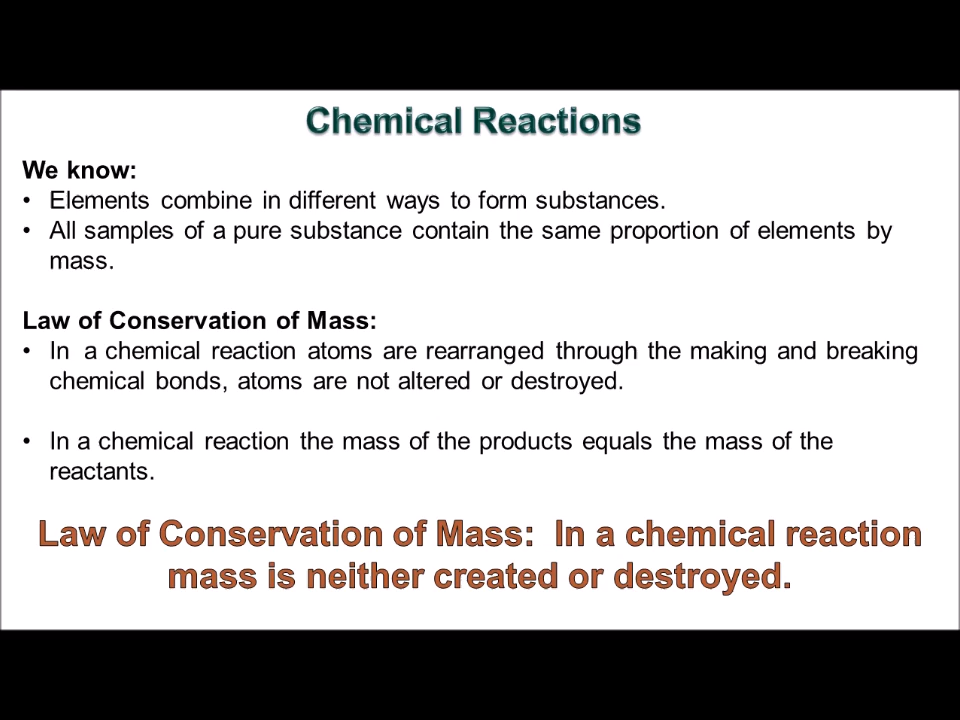 Chemical Reactions
We know:
• Elements combine in different ways to form substances.
• All samples of a pure substance contain the same proportion of elements by
mass.
Law of Conservation of Mass:
• In a chemical reaction atoms are rearranged through the making and breaking
chemical bonds, atoms are not altered or destroyed.
• In a chemical reaction the mass of the products equals the mass of the
reactants.
Law of Conservation of Mass: In a chemical reaction
mass is neither created or destroyed.